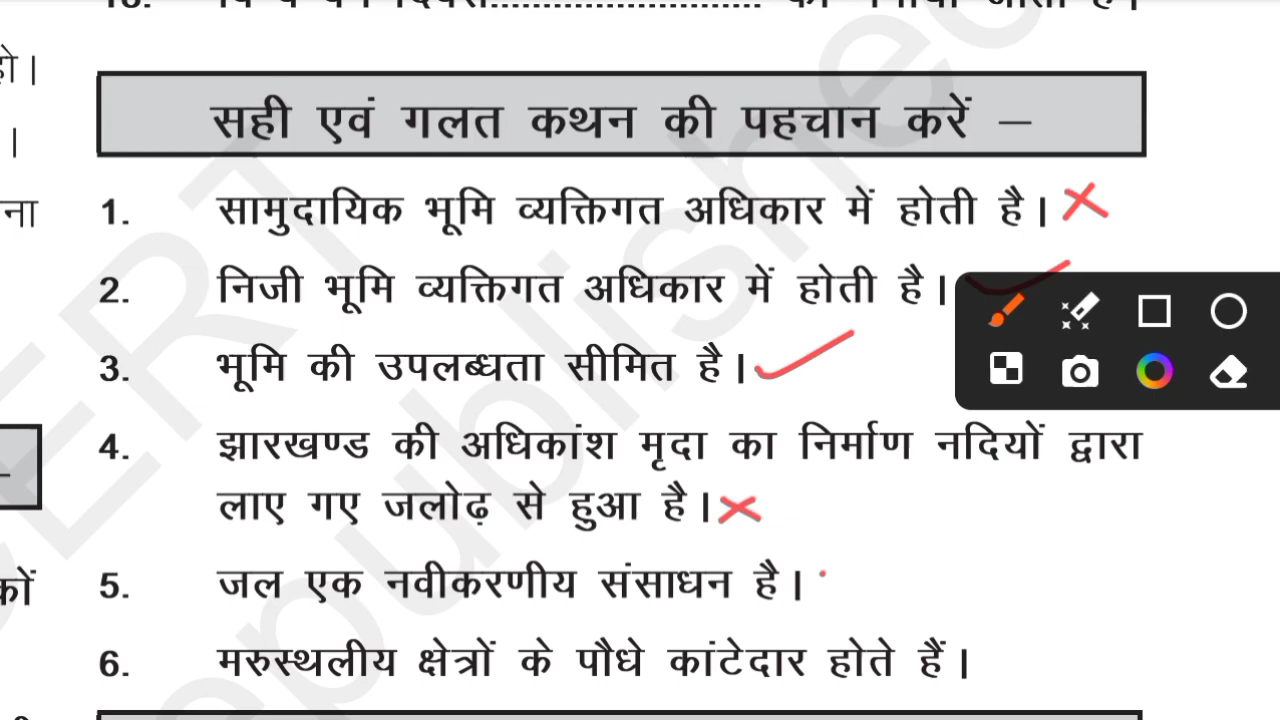 हो।
।
ना
कों
सही एवं गलत कथन की पहचान करें –
1. सामुदायिक भूमि व्यक्तिगत अधिकार में होती है।
2. निजी भूमि व्यक्तिगत अधिकार में होती है।
3. भूमि की उपलब्धता सीमित है।
4. झारखण्ड की अधिकांश मृदा का निर्माण नदियों द्वारा
लाए गए जलोढ़ से हुआ है।
5. जल एक नवीकरणीय संसाधन है।
6. मरुस्थलीय क्षेत्रों के पौधे कांटेदार होते हैं।